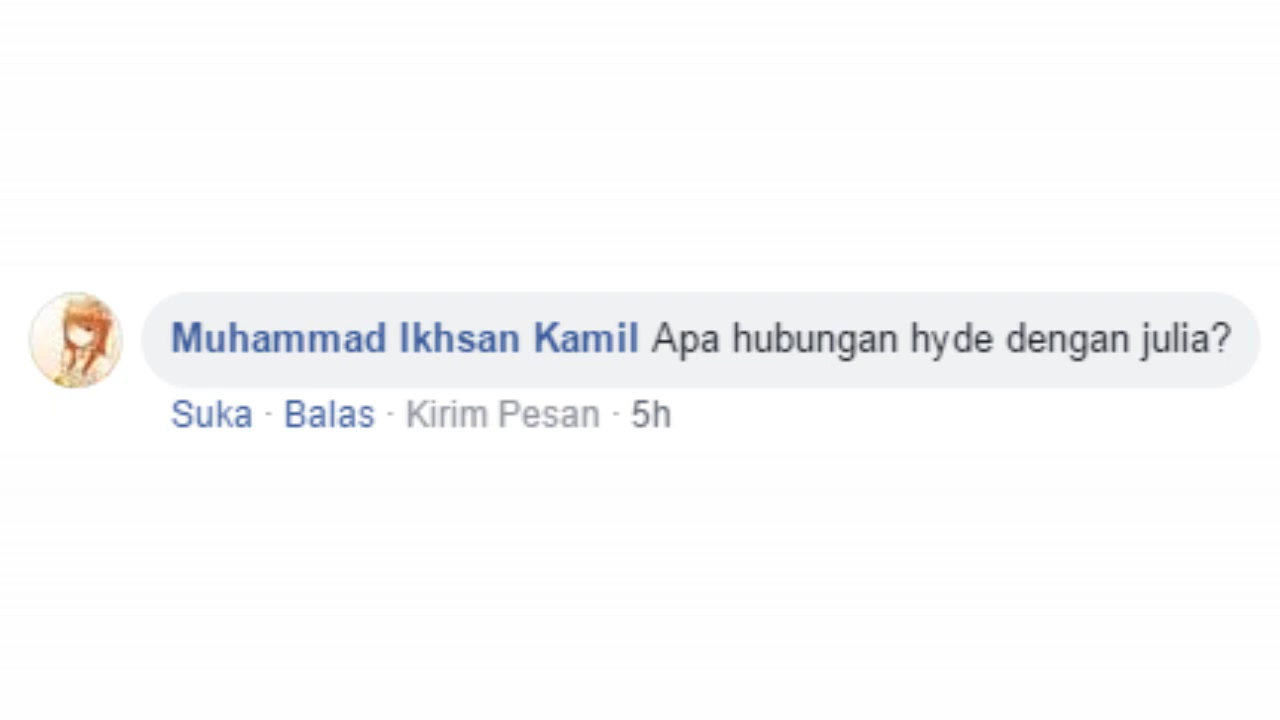 Muhammad Ikhsan Kamil Apa hubungan hyde dengan julia?
Suka · Balas · Kirim Pesan · 5h